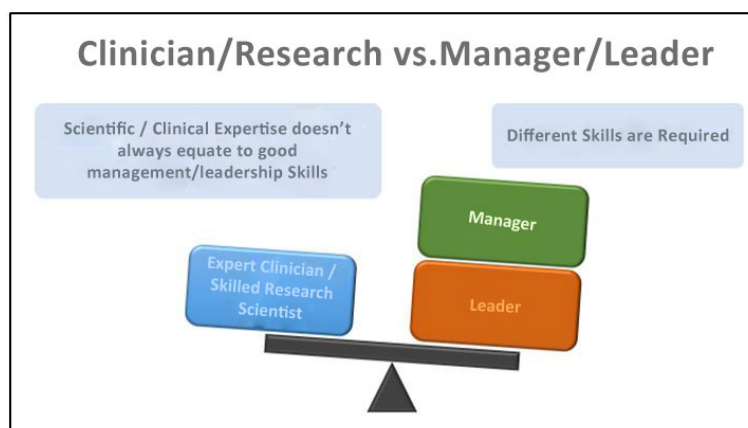 Clinician/Research vs.Manager/Leader
Scientific / Clinical Expertise doesn't
always equate to good
management/leadership Skills
Different Skills are Required
Manager
Expert Clinician /
Skilled Research
Scientist
Leader